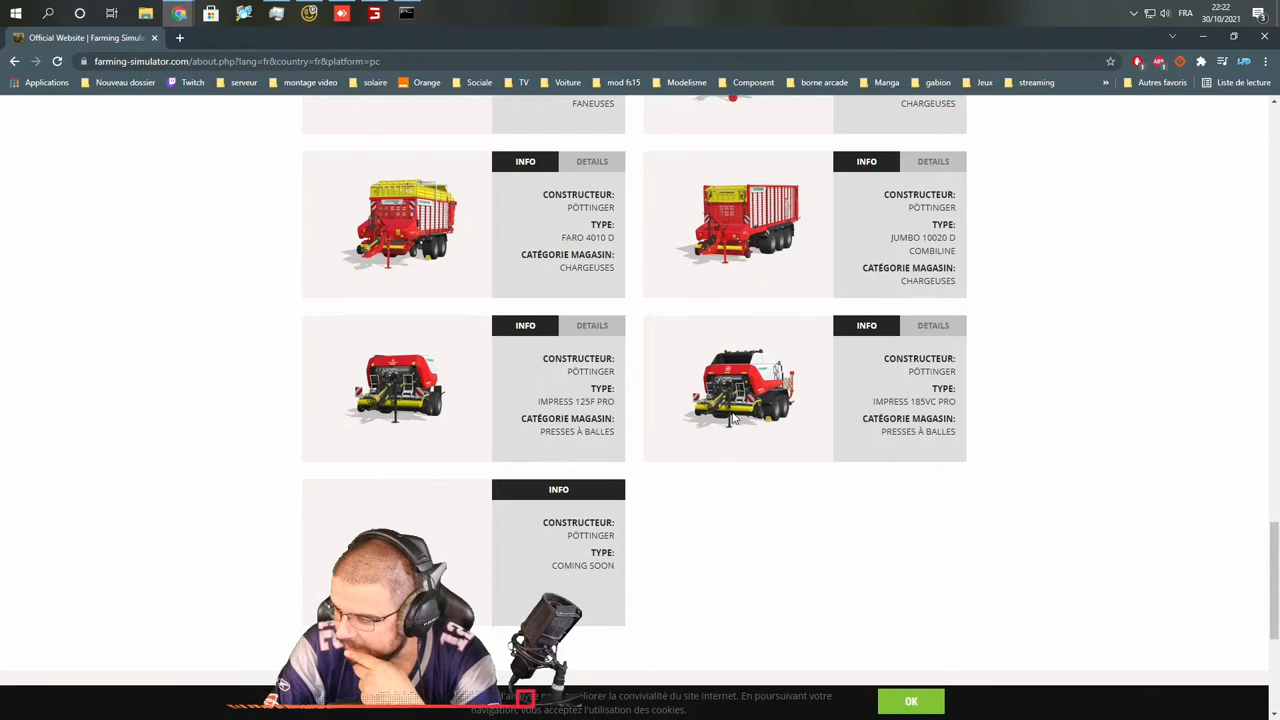 22:22
FRA
30/10/2021
3
Official Website | Farming Simula
farming-simulator.com/about.php?lang=fr&country=fr&platform=pc
Applications
Nouveau dossier
Twitch
serveur
montage video
solaire
Orange
Sociale
TV
Voiture
mod fs15
Modelisme
Composent
borne arcade
Manga
gabion
Jeux
streaming
Autres favoris
Liste de lecture
FANEUSES
CHARGEUSES
INFO
DETAILS
CONSTRUCTEUR:
PÖTTINGER
TYPE:
FARO 4010 D
CATÉGORIE MAGASIN:
CHARGEUSES
INFO
DETAILS
CONSTRUCTEUR:
PÖTTINGER
TYPE:
JUMBO 10020 D
COMBILINE
CATÉGORIE MAGASIN:
CHARGEUSES
INFO
DETAILS
CONSTRUCTEUR:
PÖTTINGER
TYPE:
IMPRESS 125F PRO
CATÉGORIE MAGASIN:
PRESSES À BALLES
INFO
DETAILS
CONSTRUCTEUR:
PÖTTINGER
TYPE:
IMPRESS 185VC PRO
CATÉGORIE MAGASIN:
PRESSES À BALLES
INFO
CONSTRUCTEUR:
PÖTTINGER
TYPE:
COMING SOON
améliorer la convivialité du site Internet. En poursuivant votre
navigation, vous acceptez l'utilisation des cookies.
OK